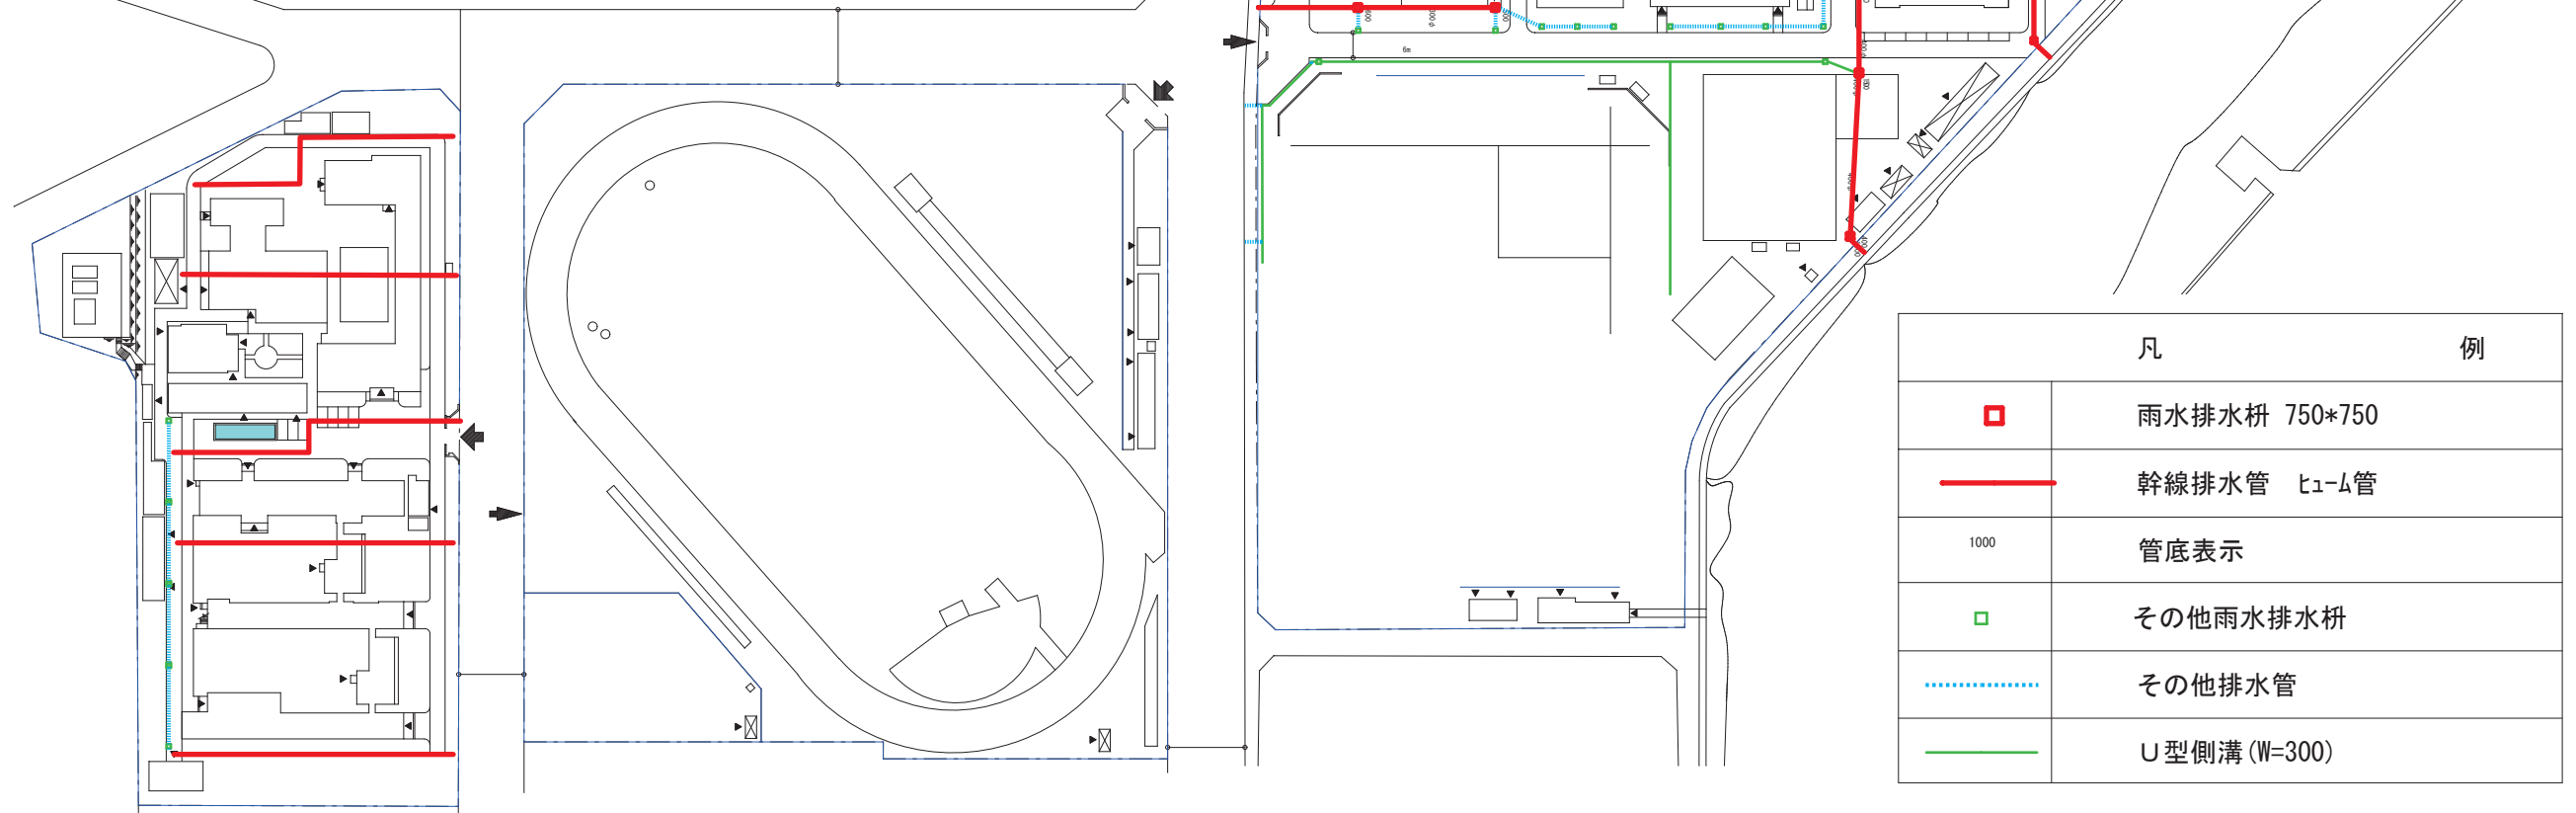 6m
凡 例
雨水排水枡 750*750
幹線排水管 ﾋｭｰﾑ管
1000
管底表示
その他雨水排水枡
その他排水管
U型側溝(W=300)